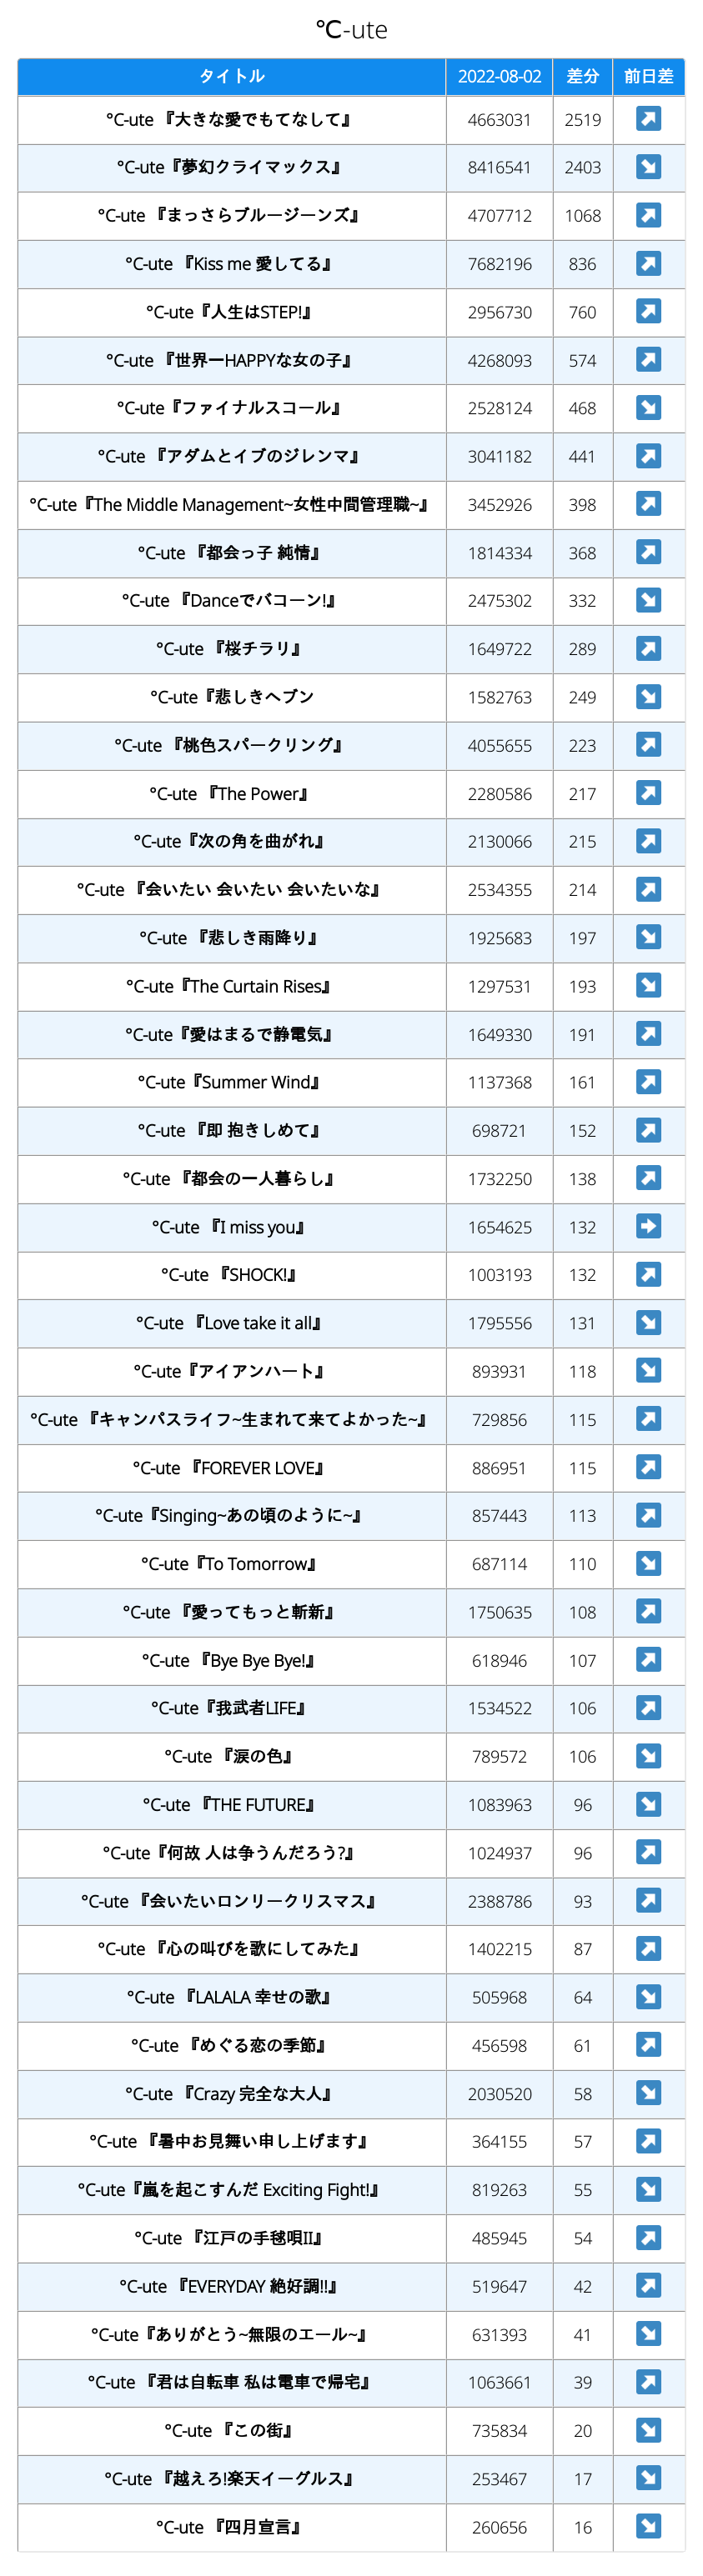 ℃-ute
タイトル 2022-08-02 差分 前日差
°C-ute 『大きな愛でもてなして』 4663031 2519 ↗
°C-ute『夢幻クライマックス』 8416541 2403 ↘
°C-ute 『まっさらブルージーンズ』 4707712 1068 ↗
°C-ute 『Kiss me 愛してる』 7682196 836 ↗
°C-ute『人生はSTEP!』 2956730 760 ↗
°C-ute 『世界一HAPPYな女の子』 4268093 574 ↗
°C-ute『ファイナルスコール』 2528124 468 ↘
°C-ute 『アダムとイブのジレンマ』 3041182 441 ↗
°C-ute『The Middle Management~女性中間管理職~』 3452926 398 ↗
°C-ute 『都会っ子 純情』 1814334 368 ↗
°C-ute 『Danceでバコーン!』 2475302 332 ↘
°C-ute 『桜チラリ』 1649722 289 ↗
°C-ute『悲しきヘブン 1582763 249 ↘
°C-ute 『桃色スパークリング』 4055655 223 ↗
°C-ute 『The Power』 2280586 217 ↗
°C-ute『次の角を曲がれ』 2130066 215 ↗
°C-ute 『会いたい 会いたい 会いたいな』 2534355 214 ↗
°C-ute 『悲しき雨降り』 1925683 197 ↘
°C-ute『The Curtain Rises』 1297531 193 ↘
°C-ute『愛はまるで静電気』 1649330 191 ↗
°C-ute『Summer Wind』 1137368 161 ↗
°C-ute 『即 抱きしめて』 698721 152 ↗
°C-ute 『都会の一人暮らし』 1732250 138 ↗
°C-ute 『I miss you』 1654625 132 →
°C-ute 『SHOCK!』 1003193 132 ↗
°C-ute 『Love take it all』 1795556 131 ↘
°C-ute『アイアンハート』 893931 118 ↘
°C-ute 『キャンパスライフ~生まれて来てよかった~』 729856 115 ↗
°C-ute 『FOREVER LOVE』 886951 115 ↗
°C-ute『Singing~あの頃のように~』 857443 113 ↗
°C-ute『To Tomorrow』 687114 110 ↘
°C-ute 『愛ってもっと斬新』 1750635 108 ↗
°C-ute 『Bye Bye Bye!』 618946 107 ↗
°C-ute『我武者LIFE』 1534522 106 ↗
°C-ute 『涙の色』 789572 106 ↘
°C-ute 『THE FUTURE』 1083963 96 ↘
°C-ute『何故 人は争うんだろう?』 1024937 96 ↗
°C-ute 『会いたいロンリークリスマス』 2388786 93 ↗
°C-ute 『心の叫びを歌にしてみた』 1402215 87 ↗
°C-ute 『LALALA 幸せの歌』 505968 64 ↘
°C-ute 『めぐる恋の季節』 456598 61 ↗
°C-ute 『Crazy 完全な大人』 2030520 58 ↘
°C-ute 『暑中お見舞い申し上げます』 364155 57 ↗
°C-ute『嵐を起こすんだ Exciting Fight!』 819263 55 ↘
°C-ute 『江戸の手毬唄II』 485945 54 ↗
°C-ute 『EVERYDAY 絶好調!!』 519647 42 ↗
°C-ute『ありがとう~無限のエール~』 631393 41 ↘
°C-ute 『君は自転車 私は電車で帰宅』 1063661 39 ↗
°C-ute 『この街』 735834 20 ↘
°C-ute 『越えろ!楽天イーグルス』 253467 17 ↘
°C-ute 『四月宣言』 260656 16 ↘